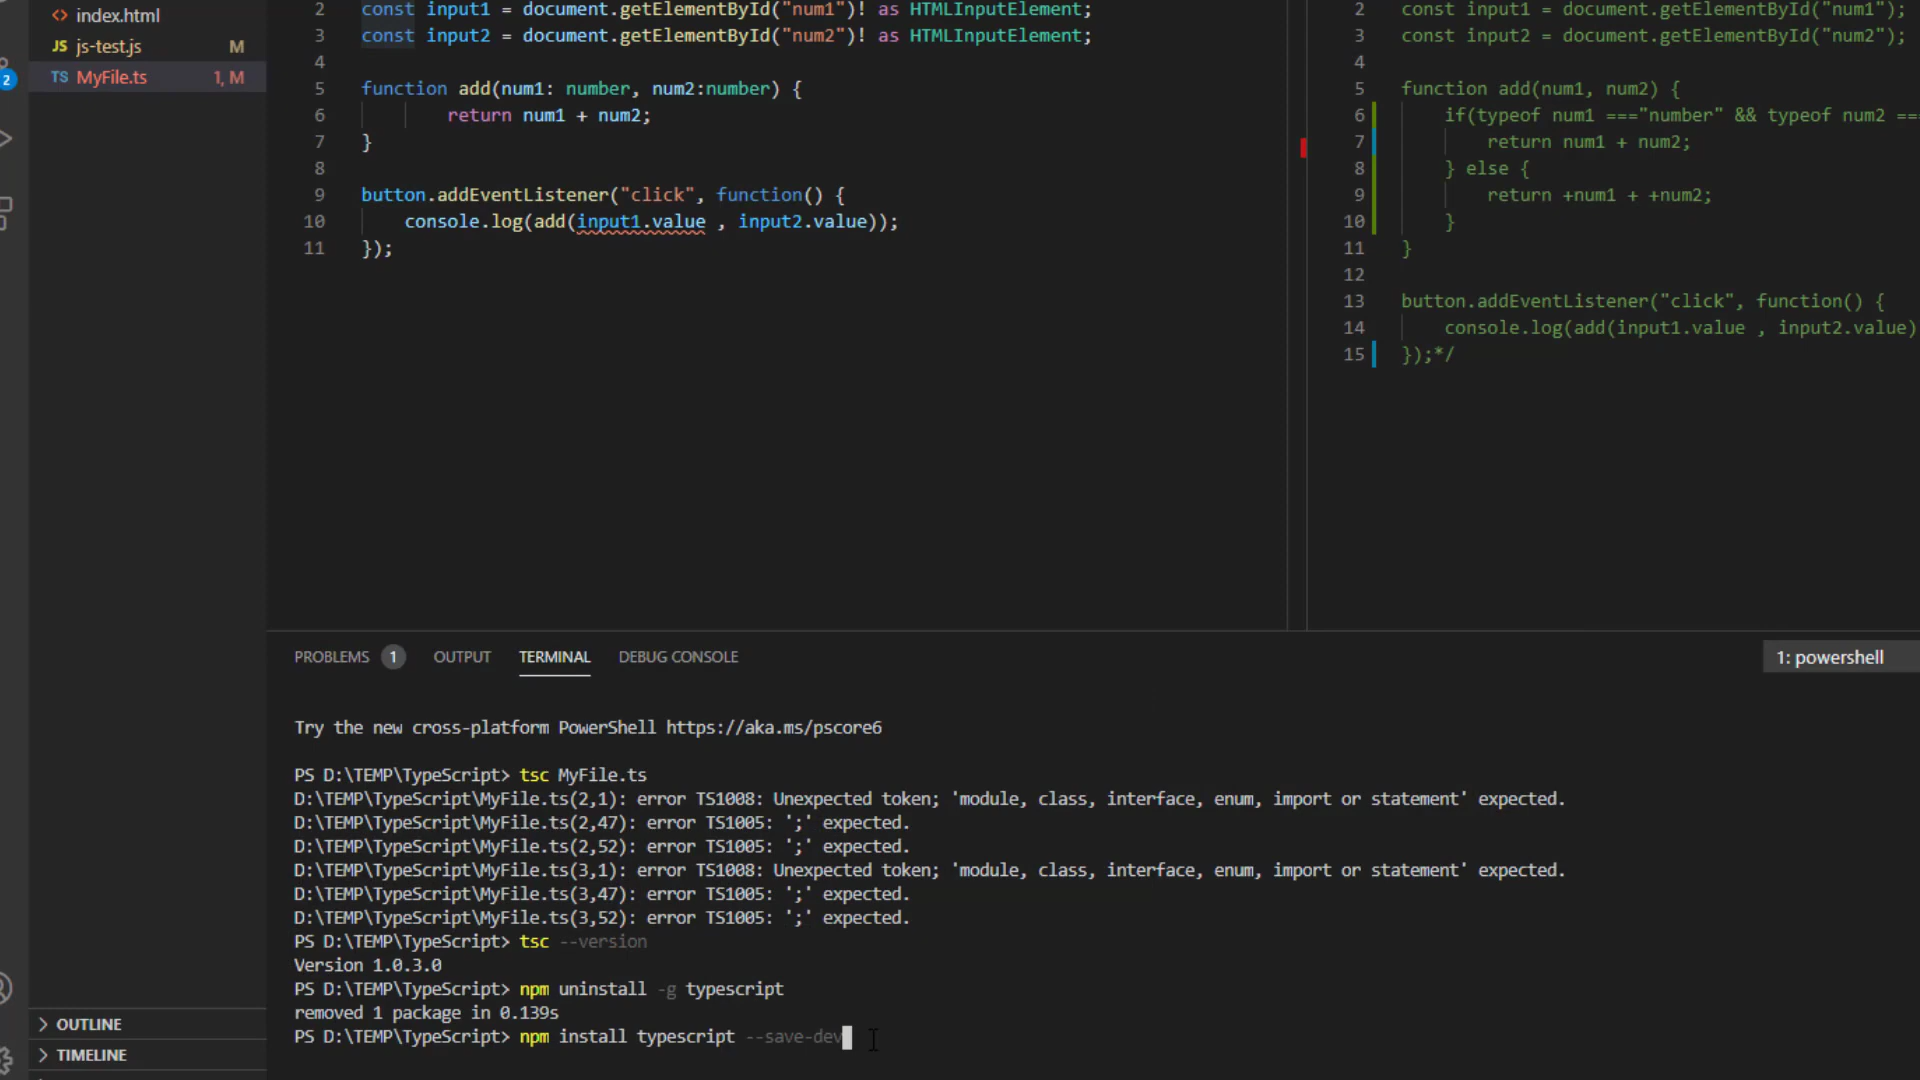 index.html
JS js-test.js M
TS MyFile.ts 1, M
2
OUTLINE
TIMELINE
2 const input1 = document.getElementById("num1")! as HTMLInputElement;
3 const input2 = document.getElementById("num2")! as HTMLInputElement;
4
5 function add(num1: number, num2:number) {
6 return num1 + num2;
7 }
8
9 button.addEventListener("click", function() {
10 console.log(add(input1.value , input2.value));
11 });
2 const input1 = document.getElementById("num1");
3 const input2 = document.getElementById("num2");
4
5 function add(num1, num2) {
6 if(typeof num1 ==="number" && typeof num2 ===
7 return num1 + num2;
8 } else {
9 return +num1 + +num2;
10 }
11 }
12
13 button.addEventListener("click", function() {
14 console.log(add(input1.value , input2.value)
15 });*/
PROBLEMS 1 OUTPUT TERMINAL DEBUG CONSOLE 1: powershell
Try the new cross-platform PowerShell https://aka.ms/pscore6
PS D:\TEMP\TypeScript> tsc MyFile.ts
D:\TEMP\TypeScript\MyFile.ts(2,1): error TS1008: Unexpected token; 'module, class, interface, enum, import or statement' expected.
D:\TEMP\TypeScript\MyFile.ts(2,47): error TS1005: ';' expected.
D:\TEMP\TypeScript\MyFile.ts(2,52): error TS1005: ';' expected.
D:\TEMP\TypeScript\MyFile.ts(3,1): error TS1008: Unexpected token; 'module, class, interface, enum, import or statement' expected.
D:\TEMP\TypeScript\MyFile.ts(3,47): error TS1005: ';' expected.
D:\TEMP\TypeScript\MyFile.ts(3,52): error TS1005: ';' expected.
PS D:\TEMP\TypeScript> tsc --version
Version 1.0.3.0
PS D:\TEMP\TypeScript> npm uninstall -g typescript
removed 1 package in 0.139s
PS D:\TEMP\TypeScript> npm install typescript --save-dev